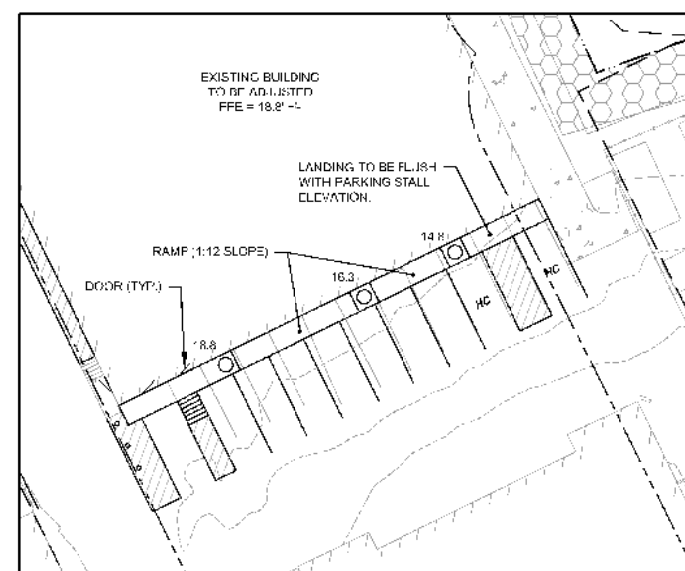 EXISTING BUILDING
TO BE ADJUSTED
FFE = 18.8' +/-
LANDING TO BE FLUSH
WITH PARKING STALL
ELEVATION.
14.8
RAMP (1:12 SLOPE)
16.3
DOOR (TYP.)
18.8
HC
HC